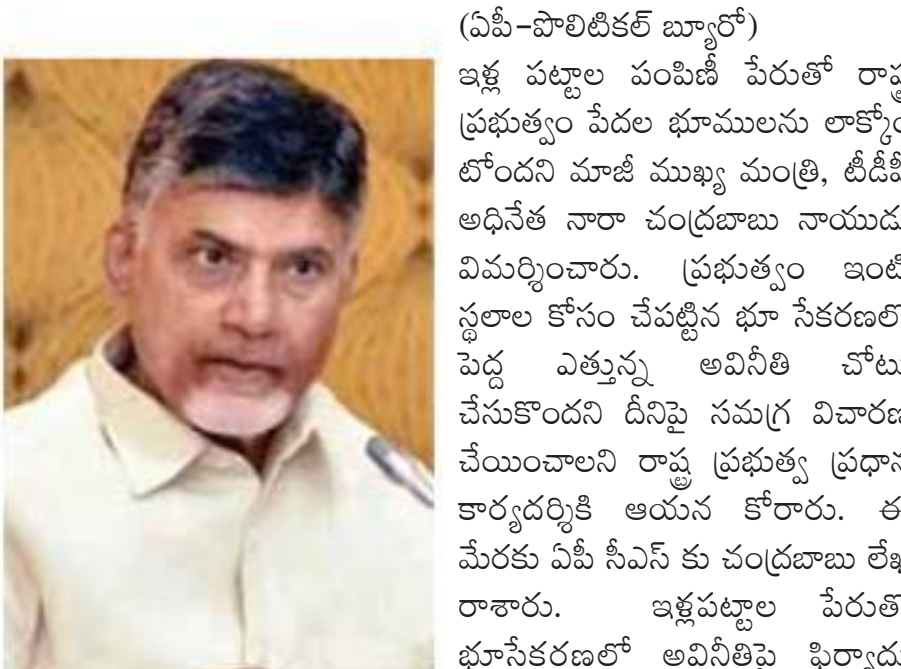 (ఏపీ-పొలిటికల్ బ్యూరో)
ఇళ్ల పట్టాల పంపిణీ పేరుతో రాష్ట్ర
ప్రభుత్వం పేదల భూములను లాక్కోం
టోందని మాజీ ముఖ్య మంత్రి, టీడీపీ
అధినేత నారా చంద్రబాబు నాయుడు
విమర్శించారు. ప్రభుత్వం ఇంటి
స్థలాల కోసం చేపట్టిన భూ సేకరణలో
పెద్ద ఎత్తున్న అవినీతి చోటు
చేసుకొందని దీనిపై సమగ్ర విచారణ
చేయించాలని రాష్ట్ర ప్రభుత్వ ప్రధాన
కార్యదర్శికి ఆయన కోరారు. ఈ
మేరకు ఏపీ సీఎస్ కు చంద్రబాబు లేఖ
రాశారు. ఇళ్లపట్టాల పేరుతో
భూసేకరణలో అవినీతిపై ఫిర్యాదు